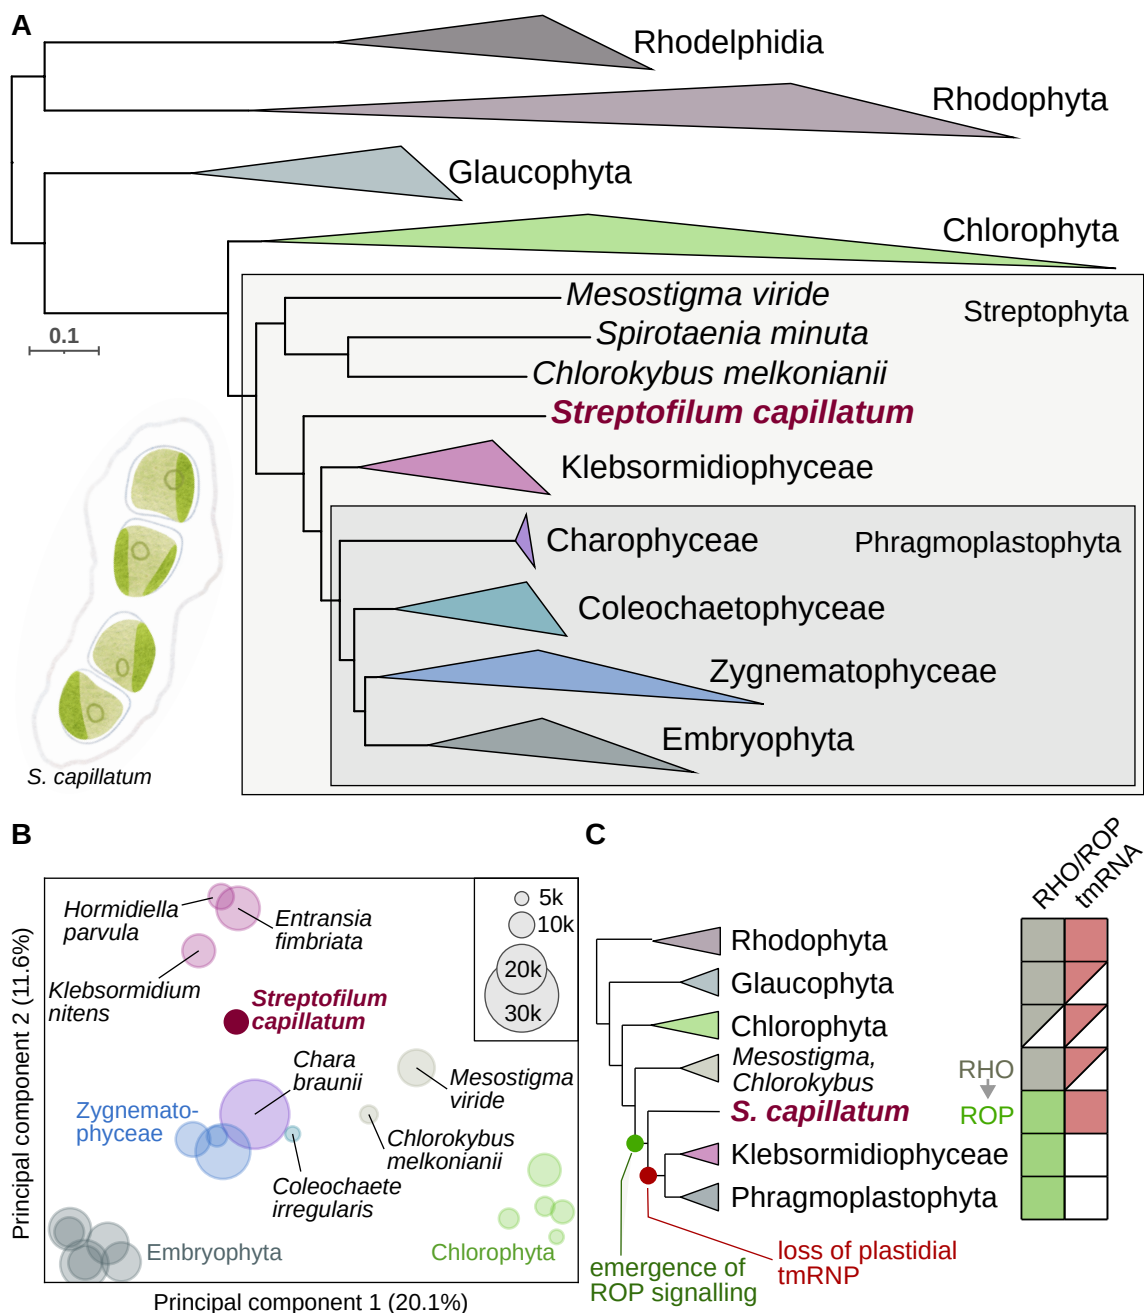 A
Rhodelphidia
Rhodophyta
Glaucophyta
Chlorophyta
Streptophyta
Mesostigma viride
Spirotaenia minuta
Chlorokybus melkonianii
Streptofilum capillatum
Klebsormidiophyceae
Phragmoplastophyta
Charophyceae
Coleochaetophyceae
Zygnematophyceae
Embryophyta
0.1
S. capillatum
B
Principal component 2 (11.6%)
Hormidiella
parvula
Entransia
fimbriata
Klebsormidium
nitens
Streptofilum
capillatum
5k
10k
20k
30k
Chara
braunii
Mesostigma
viride
Zygnemato-
phyceae
Chlorokybus
melkonianii
Coleochaete
irregularis
Embryophyta
Chlorophyta
Principal component 1 (20.1%)
C
RHO/ROP
tmRNA
Rhodophyta
Glaucophyta
Chlorophyta
Mesostigma,
Chlorokybus
S. capillatum
Klebsormidiophyceae
Phragmoplastophyta
RHO
ROP
emergence of
ROP signalling
loss of plastidial
tmRNP